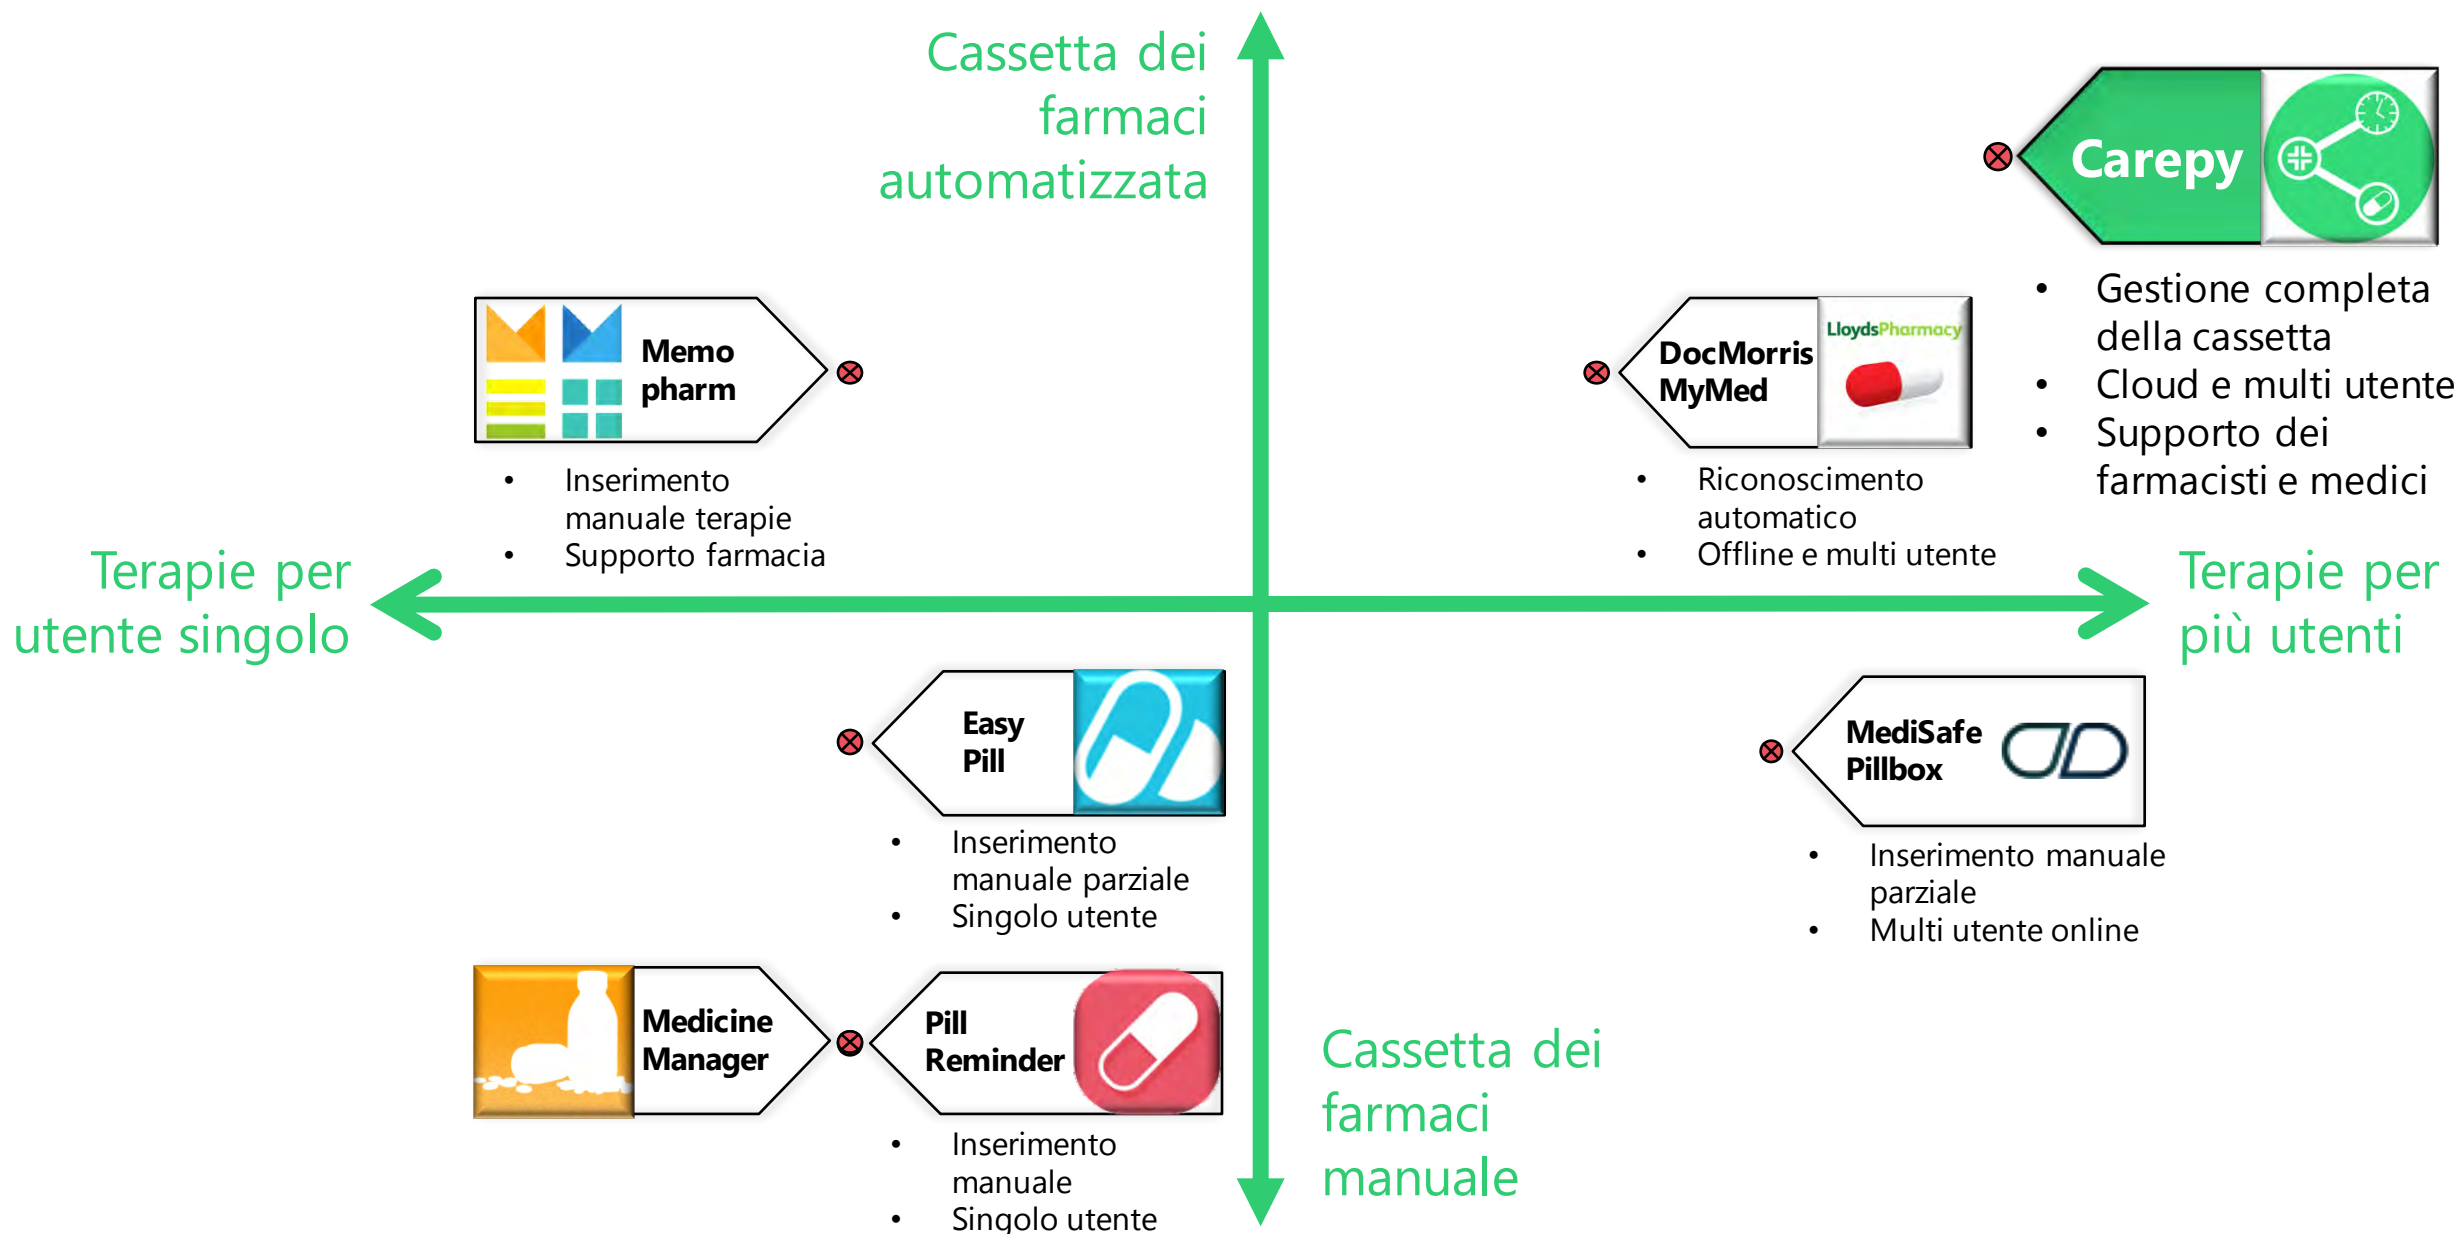 Cassetta dei
farmaci
automatizzata
Carepy
• Gestione completa
della cassetta
• Cloud e multi utente
• Supporto dei
farmacisti e medici
Memo
pharm
• Inserimento
manuale terapie
• Supporto farmacia
DocMorris
MyMed
LloydsPharmacy
• Riconoscimento
automatico
• Offline e multi utente
Terapie per
utente singolo
Terapie per
più utenti
Easy
Pill
• Inserimento
manuale parziale
• Singolo utente
MediSafe
Pillbox
• Inserimento manuale
parziale
• Multi utente online
Medicine
Manager
Pill
Reminder
• Inserimento
manuale
• Singolo utente
Cassetta dei
farmaci
manuale